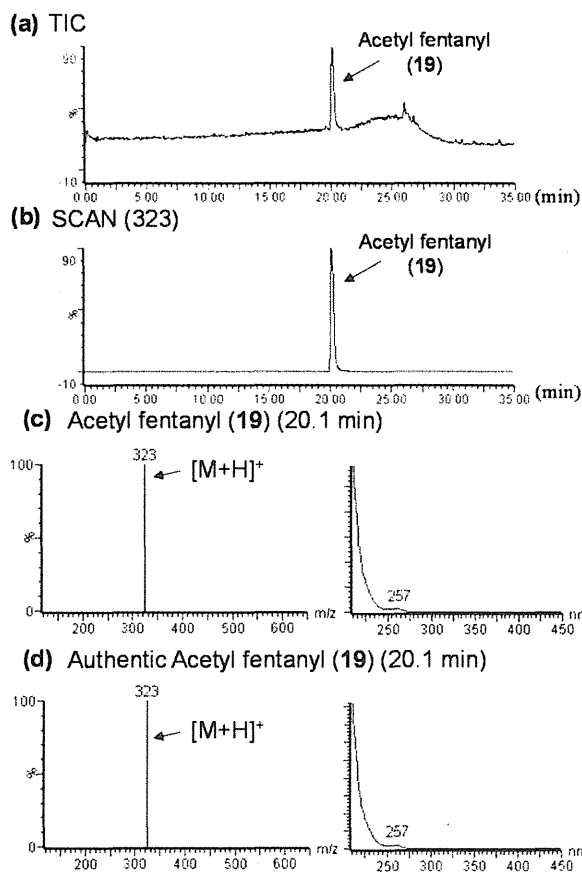 (a) TIC
Acetyl fentanyl
(19)
90
%
-10
0.00 5.00 10.00 15.00 20.00 25.00 30.00 35.00 (min)
(b) SCAN (323)
Acetyl fentanyl
(19)
90
%
-10
0.00 5.00 10.00 15.00 20.00 25.00 30.00 35.00 (min)
(c) Acetyl fentanyl (19) (20.1 min)
323
[M+H]+
100
%
0
200 300 400 500 600 m/z
257
250 300 350 400 450 nm
(d) Authentic Acetyl fentanyl (19) (20.1 min)
323
[M+H]+
100
%
0
200 300 400 500 600 m/z
257
250 300 350 400 450 nm